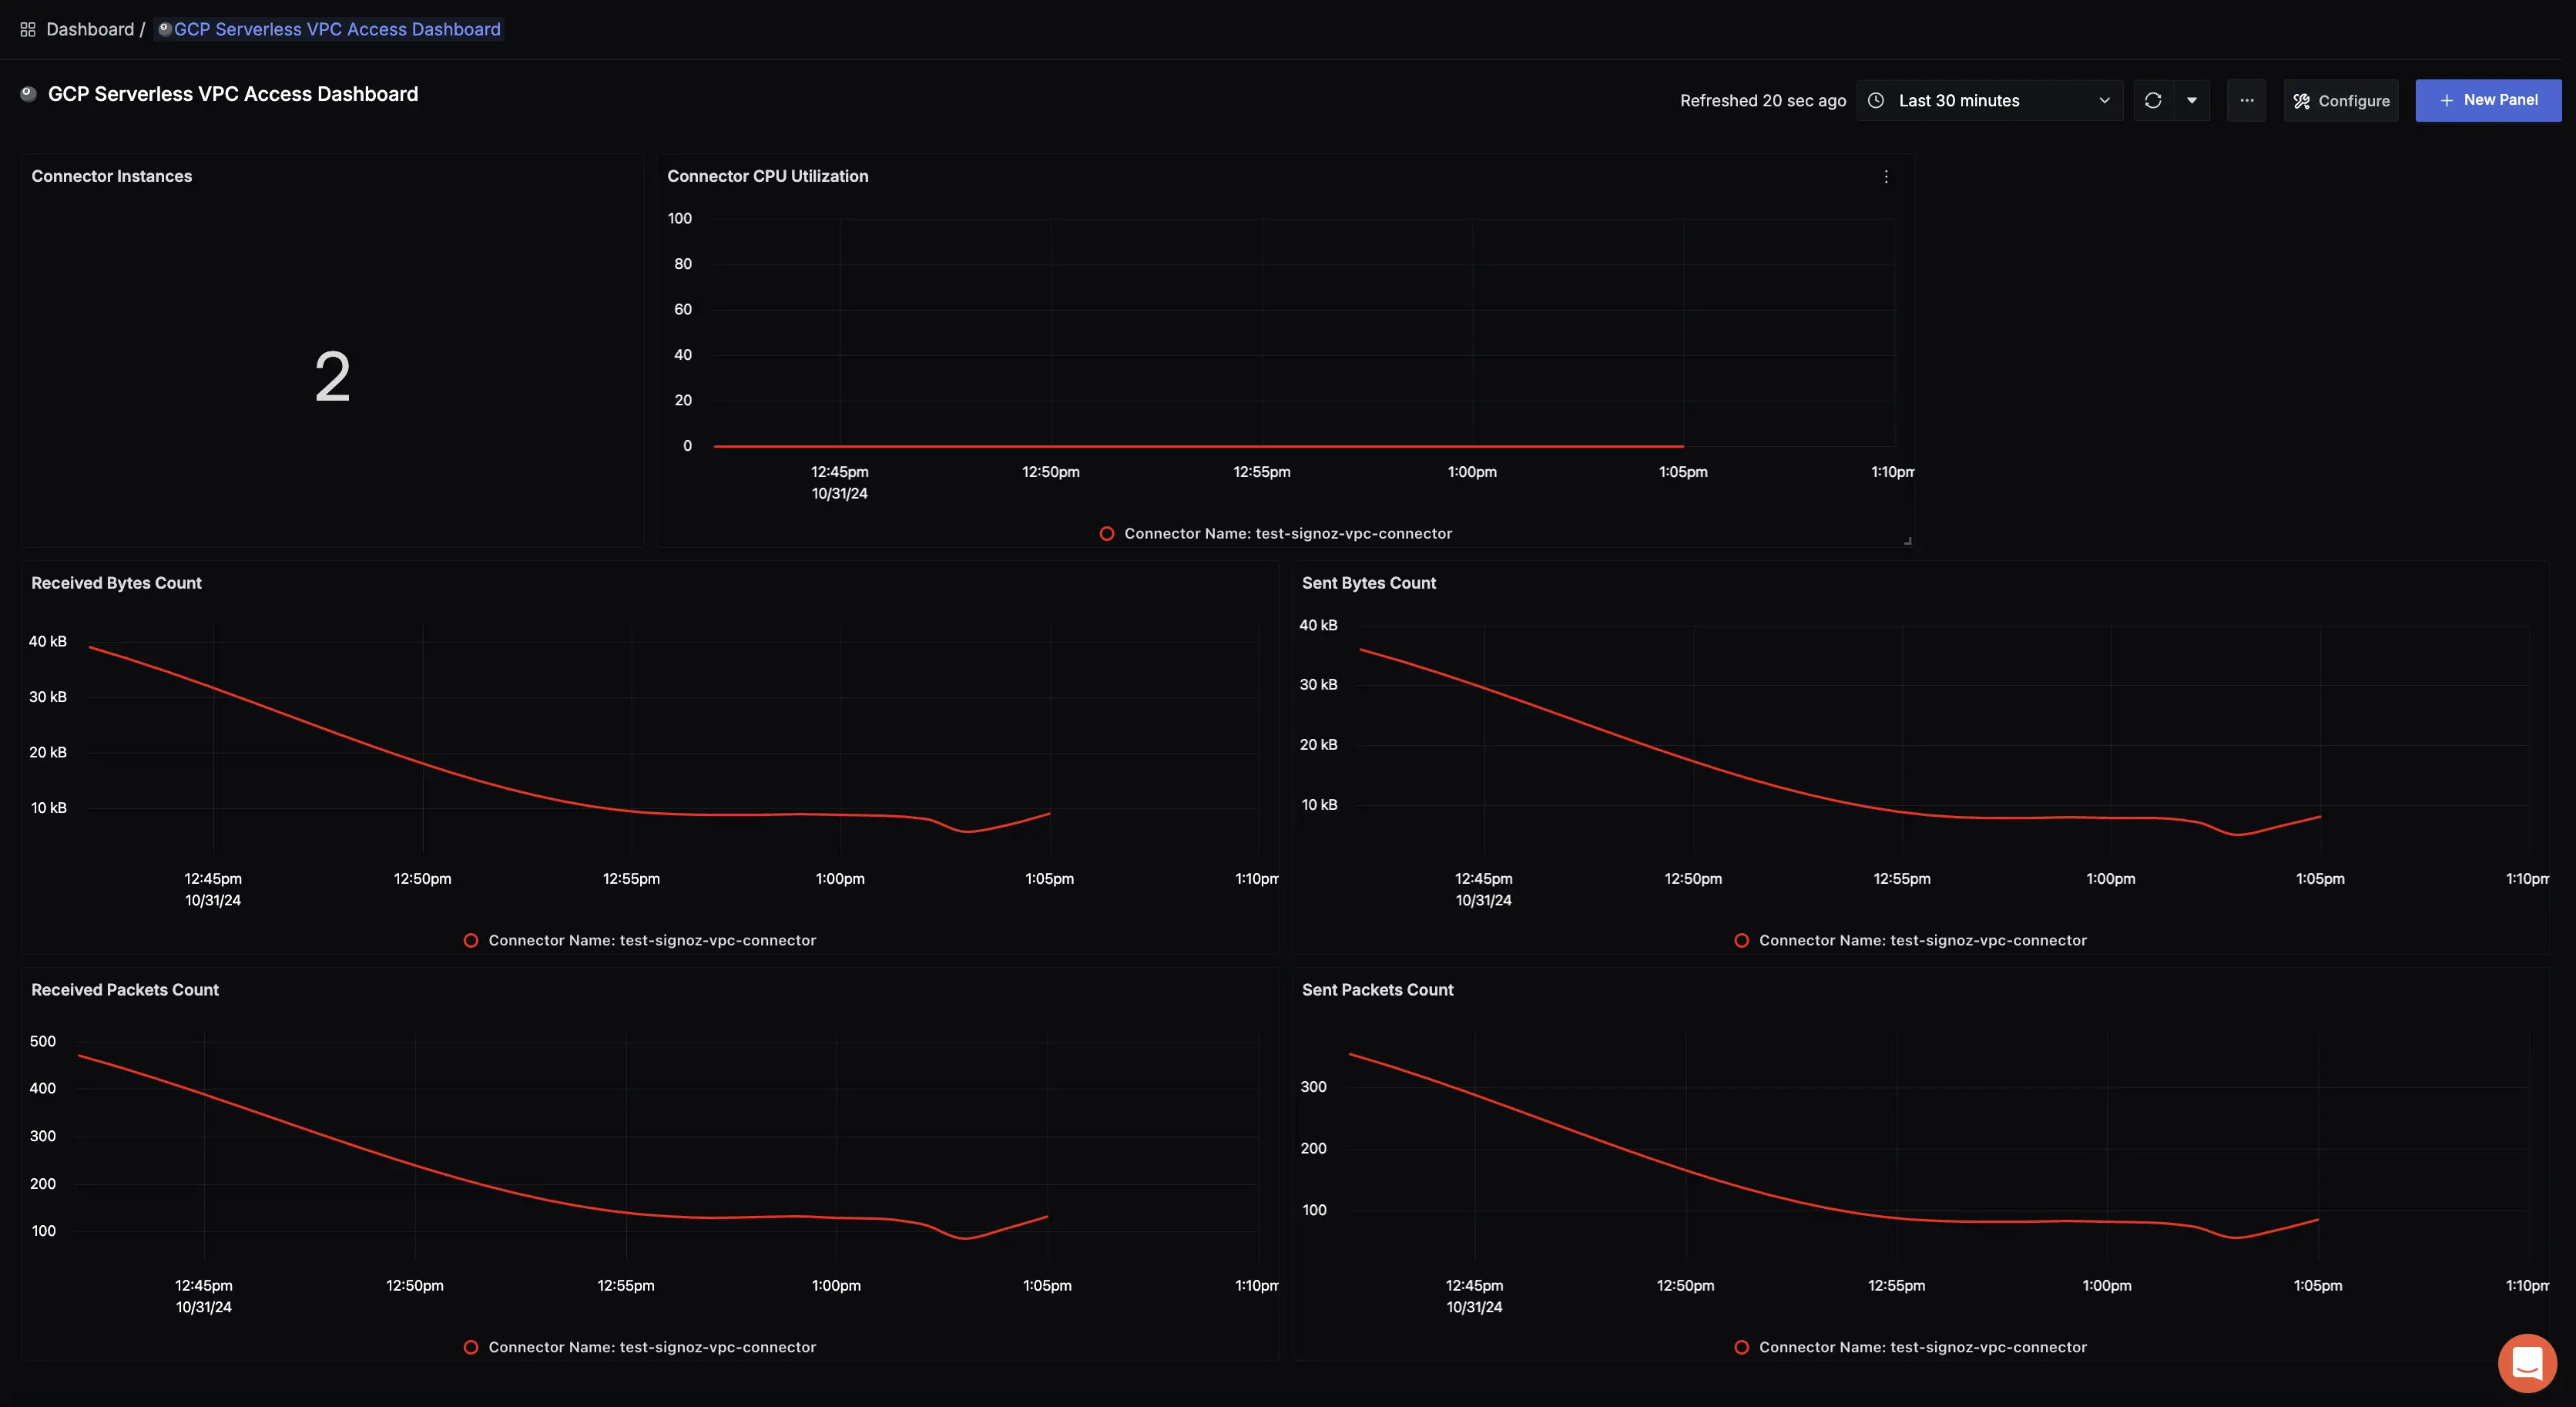 Dashboard / GCP Serverless VPC Access Dashboard
GCP Serverless VPC Access Dashboard
Refreshed 20 sec ago
Last 30 minutes
Configure
+ New Panel
Connector Instances
2
Connector CPU Utilization
100
80
60
40
20
0
12:45pm 12:50pm 12:55pm 1:00pm 1:05pm 1:10pm
10/31/24
Connector Name: test-signoz-vpc-connector
Received Bytes Count
40 kB
30 kB
20 kB
10 kB
12:45pm 12:50pm 12:55pm 1:00pm 1:05pm 1:10pm
10/31/24
Connector Name: test-signoz-vpc-connector
Sent Bytes Count
40 kB
30 kB
20 kB
10 kB
12:45pm 12:50pm 12:55pm 1:00pm 1:05pm 1:10pm
10/31/24
Connector Name: test-signoz-vpc-connector
Received Packets Count
500
400
300
200
100
12:45pm 12:50pm 12:55pm 1:00pm 1:05pm 1:10pm
10/31/24
Connector Name: test-signoz-vpc-connector
Sent Packets Count
300
200
100
12:45pm 12:50pm 12:55pm 1:00pm 1:05pm 1:10pm
10/31/24
Connector Name: test-signoz-vpc-connector